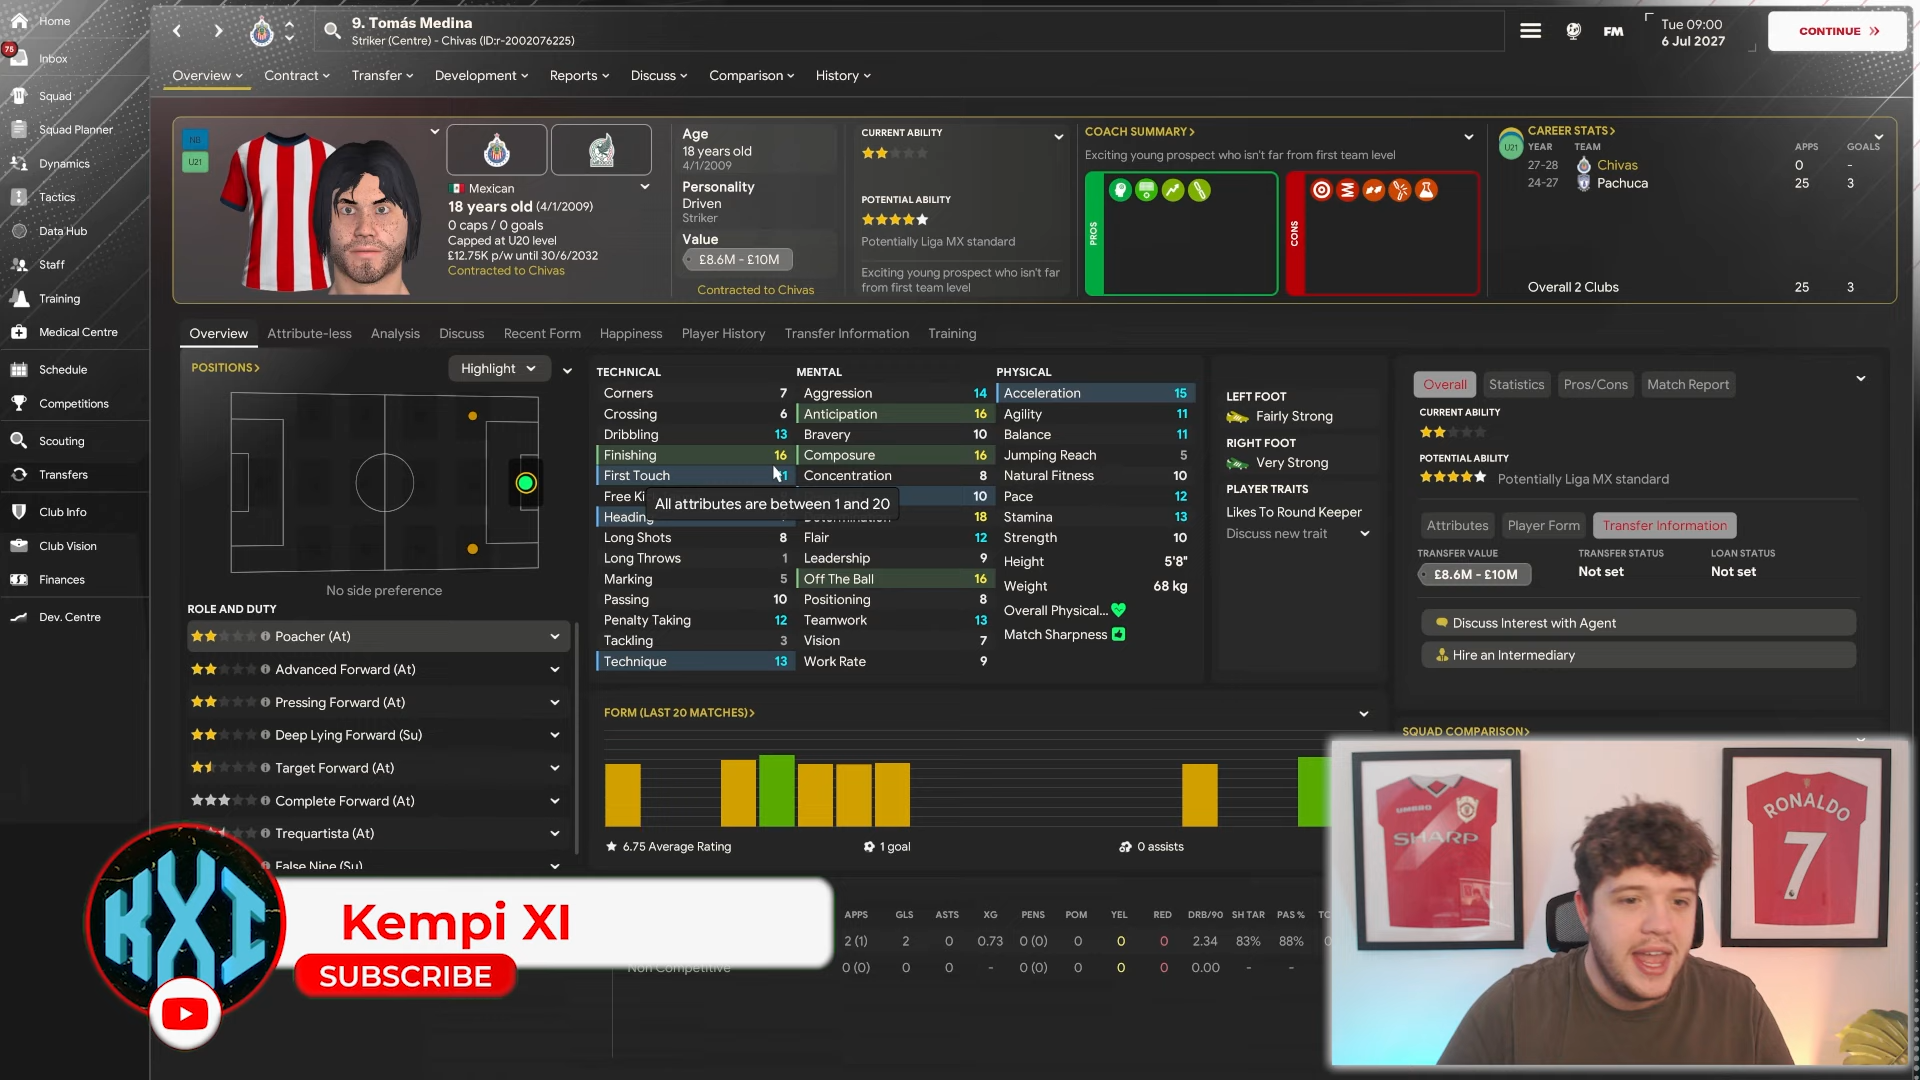 Home
Inbox
78
Squad
Squad Planner
Dynamics
Tactics
Data Hub
Staff
Training
Medical Centre
Schedule
Competitions
Scouting
Transfers
Club Info
Club Vision
Finances
Dev. Centre
9. Tomás Medina
Striker (Centre) - Chivas (ID:r-2002076225)
FM
Tue 09:00
6 Jul 2027
CONTINUE
Overview Contract Transfer Development Reports Discuss Comparison History
U21
Mexican
18 years old (4/1/2009)
0 caps / 0 goals
Capped at U20 level
£12.75K p/w until 30/6/2032
Contracted to Chivas
Age
18 years old
4/1/2009
Personality
Driven
Striker
Value
£8.6M - £10M
Contracted to Chivas
CURRENT ABILITY
POTENTIAL ABILITY
Potentially Liga MX standard
Exciting young prospect who isn't far
from first team level
COACH SUMMARY>
Exciting young prospect who isn't far from first team level
PROS
CONS
CAREER STATS>
U21
YEAR TEAM APPS GOALS
27-28 Chivas 0 -
24-27 Pachuca 25 3
Overall 2 Clubs 25 3
Overview Attribute-less Analysis Discuss Recent Form Happiness Player History Transfer Information Training
POSITIONS>
Highlight
No side preference
ROLE AND DUTY
Poacher (At)
Advanced Forward (At)
Pressing Forward (At)
Deep Lying Forward (Su)
Target Forward (At)
Complete Forward (At)
Trequartista (At)
False Nine (Su)
TECHNICAL
Corners 7
Crossing 6
Dribbling 13
Finishing 16
First Touch
Free Ki
Heading
Long Shots 8
Long Throws 1
Marking 5
Passing 10
Penalty Taking 12
Tackling 3
Technique 13
All attributes are between 1 and 20
MENTAL
Aggression 14
Anticipation 16
Bravery 10
Composure 16
Concentration 8
10
Determination 18
Flair 12
Leadership 9
Off The Ball 16
Positioning 8
Teamwork 13
Vision 7
Work Rate 9
PHYSICAL
Acceleration 15
Agility 11
Balance 11
Jumping Reach 5
Natural Fitness 10
Pace 12
Stamina 13
Strength 10
Height 5'8"
Weight 68 kg
Overall Physical...
Match Sharpness
LEFT FOOT
Fairly Strong
RIGHT FOOT
Very Strong
PLAYER TRAITS
Likes To Round Keeper
Discuss new trait
Overall Statistics Pros/Cons Match Report
CURRENT ABILITY
POTENTIAL ABILITY
Potentially Liga MX standard
Attributes Player Form Transfer Information
TRANSFER VALUE TRANSFER STATUS LOAN STATUS
£8.6M - £10M Not set Not set
Discuss Interest with Agent
Hire an Intermediary
SQUAD COMPARISON>
FORM (LAST 20 MATCHES)>
6.75 Average Rating 1 goal 0 assists
APPS GLS ASTS XG PENS POM YEL RED DRB/90 SH TAR PAS %
2 (1) 2 0 0.73 0 (0) 0 0 0 2.34 83% 88%
Non Competitive 0 (0) 0 0 - 0 (0) 0 0 0 0.00 - -
KXI
Kempi XI
SUBSCRIBE
UMBRO
SHARP
RONALDO
7